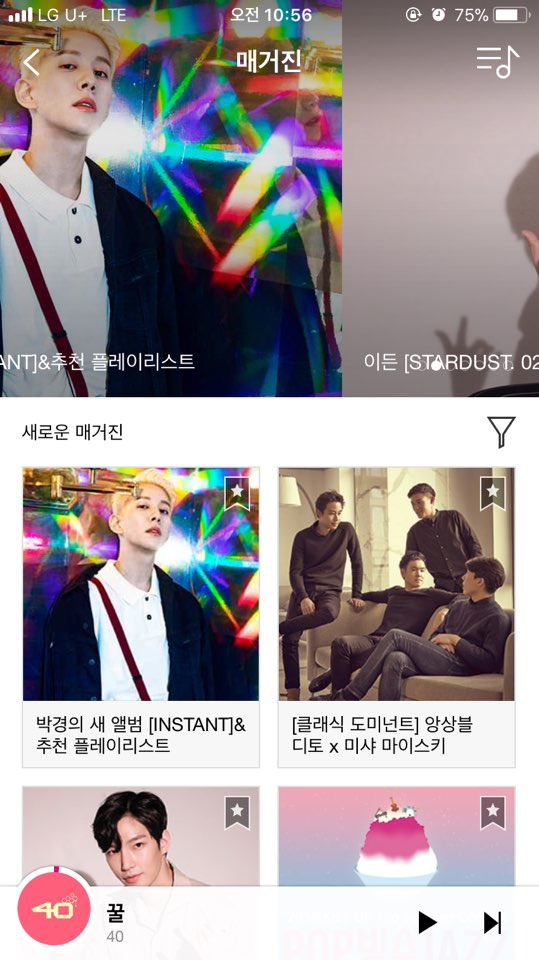 LG U+ LTE 오전 10:56 75%
매거진
ANT]&추천 플레이리스트
이든 [STARDUST. 02
새로운 매거진
박경의 새 앨범 [INSTANT]&
추천 플레이리스트
[클래식 도미넌트] 앙상블
디토 x 미샤 마이스키
40
꿀
40